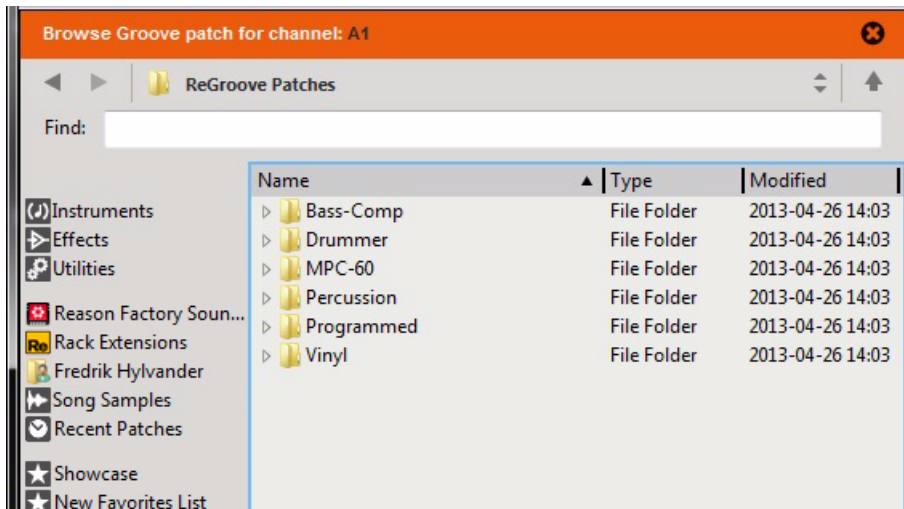 Browse Groove patch for channel: A1
ReGroove Patches
Find:
Name Type Modified
Instruments
Effects
Utilities
Reason Factory Soun...
Re Rack Extensions
Fredrik Hylvander
Song Samples
Recent Patches
Showcase
New Favorites List
Bass-Comp File Folder 2013-04-26 14:03
Drummer File Folder 2013-04-26 14:03
MPC-60 File Folder 2013-04-26 14:03
Percussion File Folder 2013-04-26 14:03
Programmed File Folder 2013-04-26 14:03
Vinyl File Folder 2013-04-26 14:03